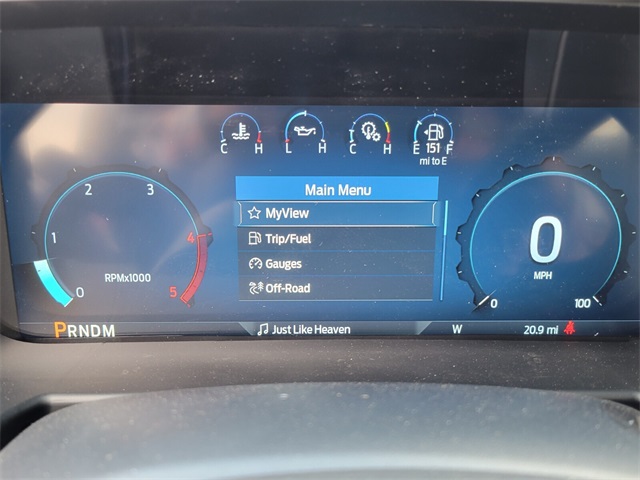 C H L H C H E 151 F
mi to E
Main Menu
MyView
Trip/Fuel
Gauges
Off-Road
0 1 2 3 4 5
RPMx1000
0
MPH
0 100
PRNDM
Just Like Heaven
W
20.9 mi